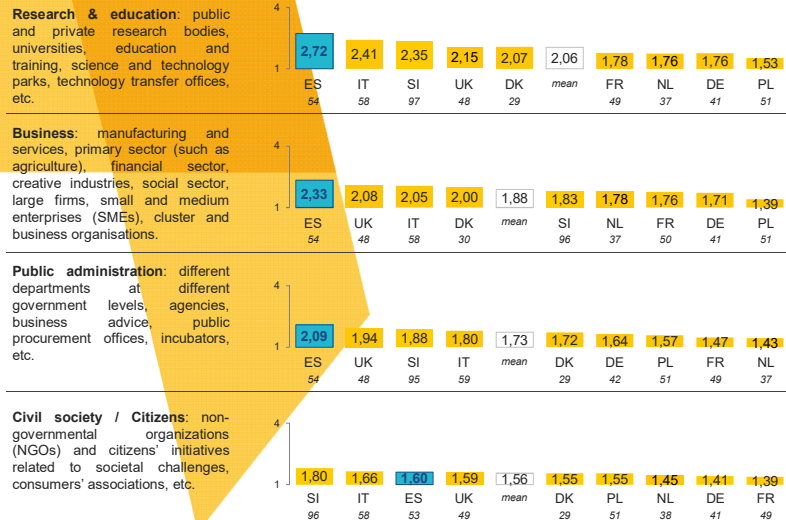 Research & education: public
and private research bodies,
universities, education and
training, science and technology
parks, technology transfer offices,
etc.
4
1
2,72 2,41 2,35 2,15 2,07 2,06 1,78 1,76 1,76 1,53
ES IT SI UK DK mean FR NL DE PL
54 58 97 48 29 49 37 41 51
Business: manufacturing and
services, primary sector (such as
agriculture), financial sector,
creative industries, social sector,
large firms, small and medium
enterprises (SMEs), cluster and
business organisations.
4
1
2,33 2,08 2,05 2,00 1,88 1,83 1,78 1,76 1,71 1,39
ES UK IT DK mean SI NL FR DE PL
54 48 58 30 96 37 50 41 51
Public administration: different
departments at different
government levels, agencies,
business advice, public
procurement offices, incubators,
etc.
4
1
2,09 1,94 1,88 1,80 1,73 1,72 1,64 1,57 1,47 1,43
ES UK SI IT mean DK DE PL FR NL
54 48 95 59 29 42 51 49 37
Civil society / Citizens: non-
governmental organizations
(NGOs) and citizens' initiatives
related to societal challenges,
consumers' associations, etc.
4
1
1,80 1,66 1,60 1,59 1,56 1,55 1,55 1,45 1,41 1,39
SI IT ES UK mean DK PL NL DE FR
96 58 53 49 29 51 38 41 49